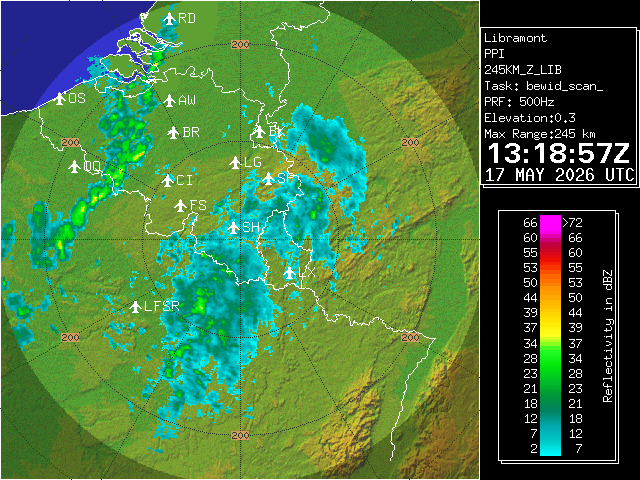 RD
200
OS
AW
BR
BK
200
200
OO
LG
CI
SP
FS
SH
LX
LFSR
200
200
200
Libramont
PPI
245KM_Z_LIB
Task: bewid_scan_
PRF: 500Hz
Elevation:0.3
Max Range:245 km
13:18:57Z
17 MAY 2026 UTC
66 >72
60 66
55 60
53 55
50 53
44 50
39 44
37 39
34 37
28 34
23 28
21 23
18 21
12 18
7 12
2 7
Reflectivity in dBZ